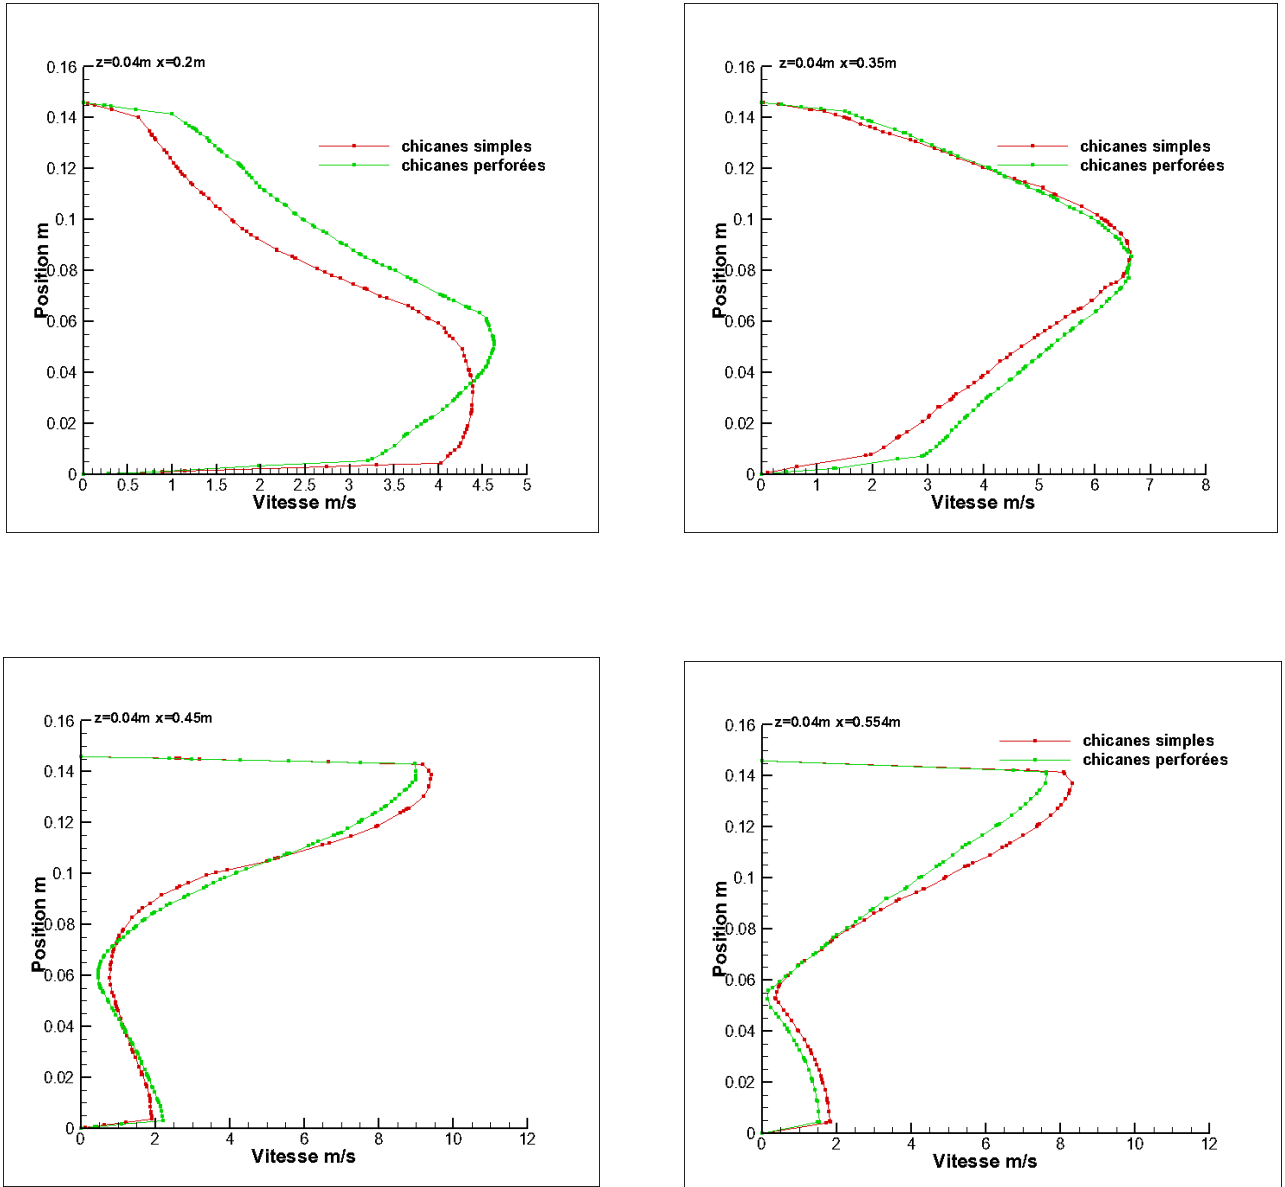 z=0.04m x=0.2m
0.16
0.14
0.12
0.1
0.08
0.06
0.04
0.02
0
Position m
chicanes simples
chicanes perforées
0 0.5 1 1.5 2 2.5 3 3.5 4 4.5 5
Vitesse m/s
z=0.04m x=0.35m
0.16
0.14
0.12
0.1
0.08
0.06
0.04
0.02
0
Position m
chicanes simples
chicanes perforées
0 1 2 3 4 5 6 7 8
Vitesse m/s
z=0.04m x=0.45m
0.16
0.14
0.12
0.1
0.08
0.06
0.04
0.02
0
Position m
0 2 4 6 8 10 12
Vitesse m/s
z=0.04m x=0.554m
0.16
0.14
0.12
0.1
0.08
0.06
0.04
0.02
0
Position m
chicanes simples
chicanes perforées
0 2 4 6 8 10 12
Vitesse m/s